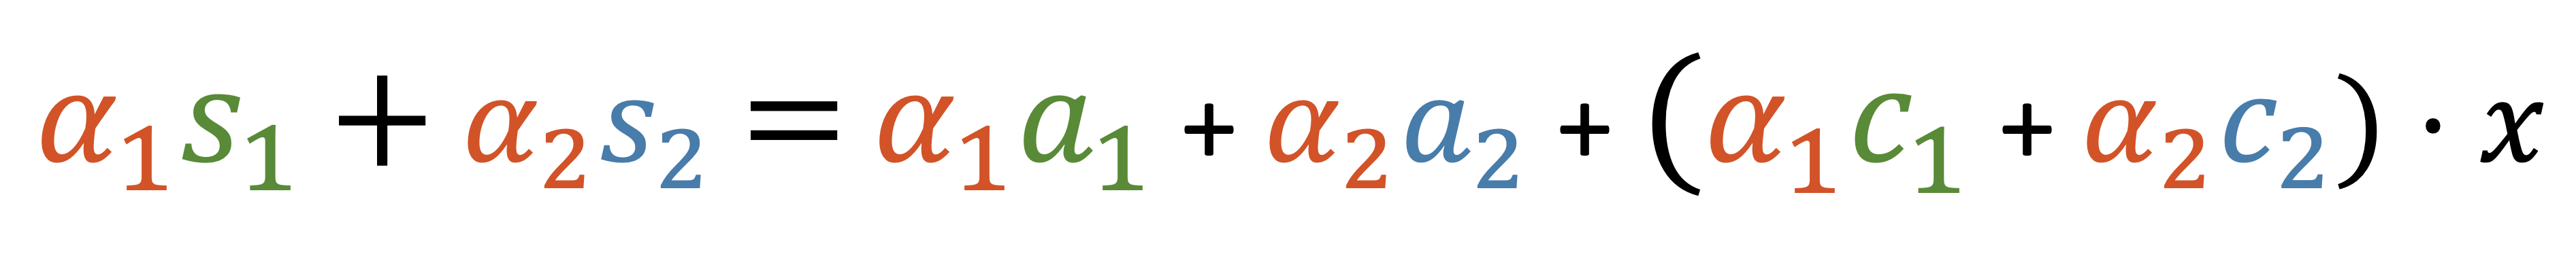 α₁s₁ + α₂s₂ = α₁a₁ + α₂a₂ + (α₁c₁ + α₂c₂) · x